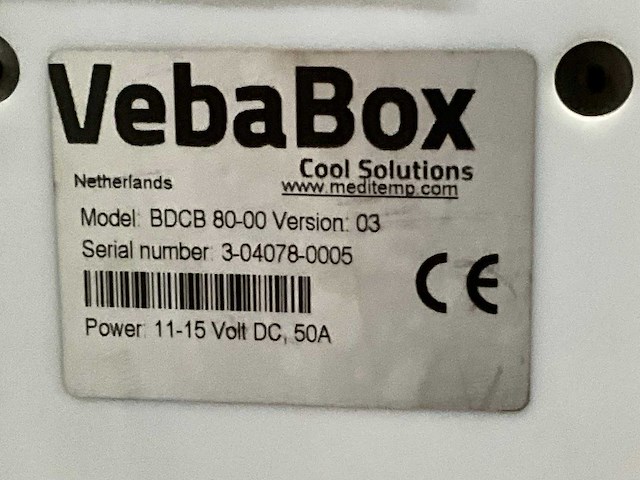 VebaBox
Cool Solutions
Netherlands
www.meditemp.com
Model: BDCB 80-00 Version: 03
Serial number: 3-04078-0005
CE
Power: 11-15 Volt DC, 50A